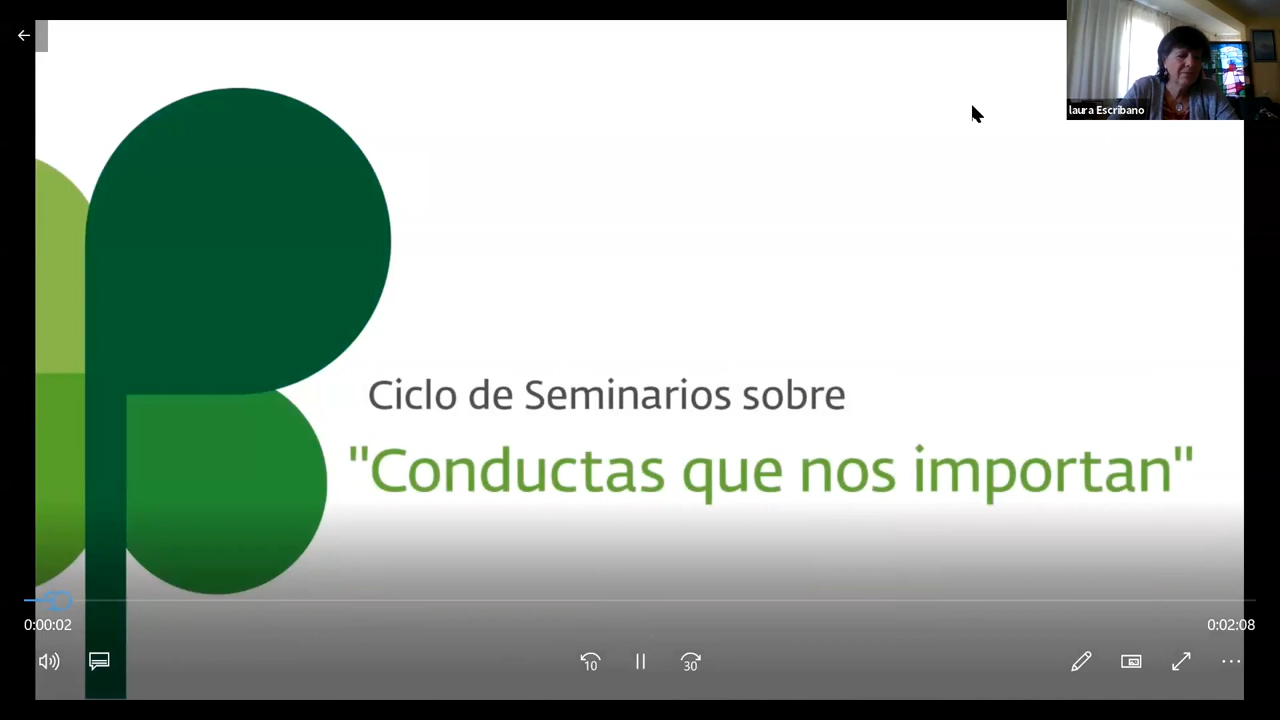 laura Escribano
Ciclo de Seminarios sobre
"Conductas que nos importan"
0:00:02
0:02:08
10
30